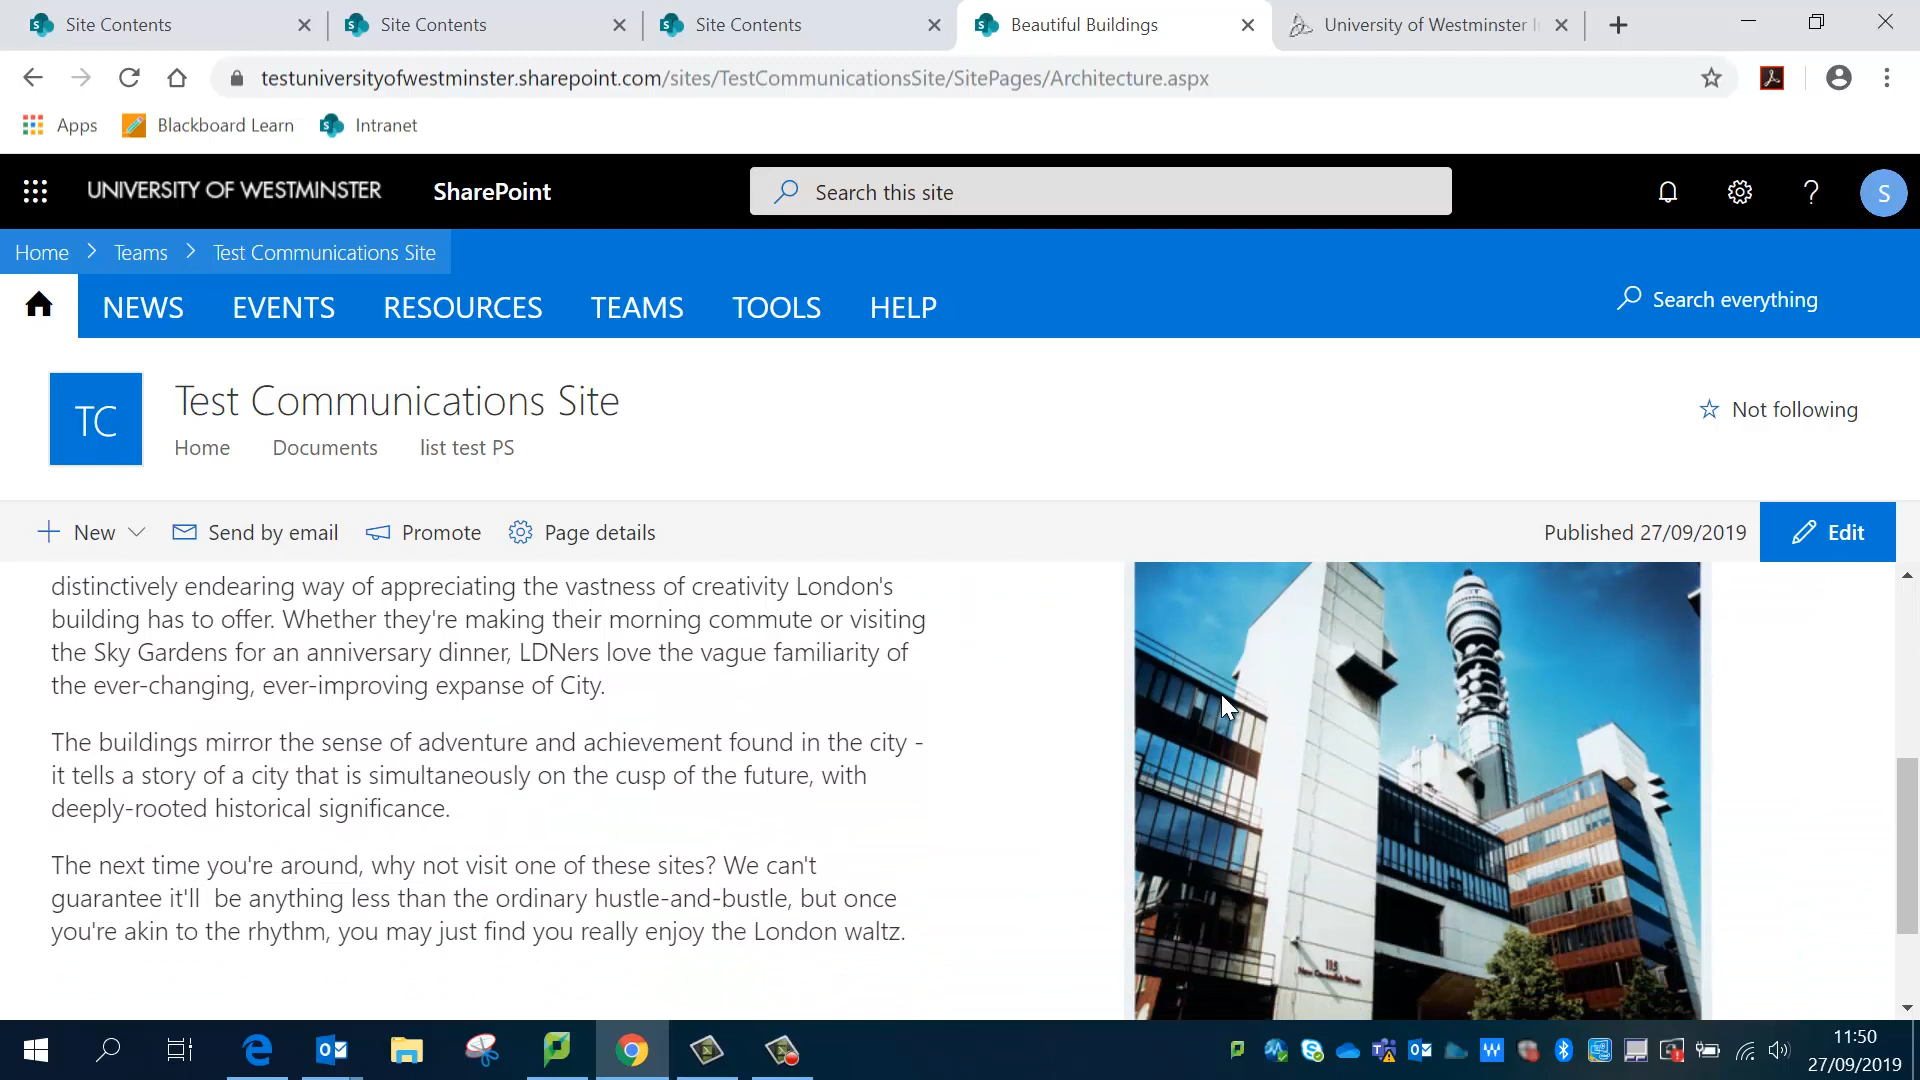 Site Contents
Site Contents
Site Contents
Beautiful Buildings
University of Westminster
testuniversityofwestminster.sharepoint.com/sites/TestCommunicationsSite/SitePages/Architecture.aspx
Apps
Blackboard Learn
Intranet
UNIVERSITY OF WESTMINSTER
SharePoint
Search this site
S
Home > Teams > Test Communications Site
NEWS EVENTS RESOURCES TEAMS TOOLS HELP
Search everything
TC
Test Communications Site
Not following
Home Documents list test PS
New
Send by email
Promote
Page details
Published 27/09/2019
Edit
distinctively endearing way of appreciating the vastness of creativity London's
building has to offer. Whether they're making their morning commute or visiting
the Sky Gardens for an anniversary dinner, LDNers love the vague familiarity of
the ever-changing, ever-improving expanse of City.
The buildings mirror the sense of adventure and achievement found in the city -
it tells a story of a city that is simultaneously on the cusp of the future, with
deeply-rooted historical significance.
The next time you're around, why not visit one of these sites? We can't
guarantee it'll  be anything less than the ordinary hustle-and-bustle, but once
you're akin to the rhythm, you may just find you really enjoy the London waltz.
115
New Cavendish Street
11:50
27/09/2019